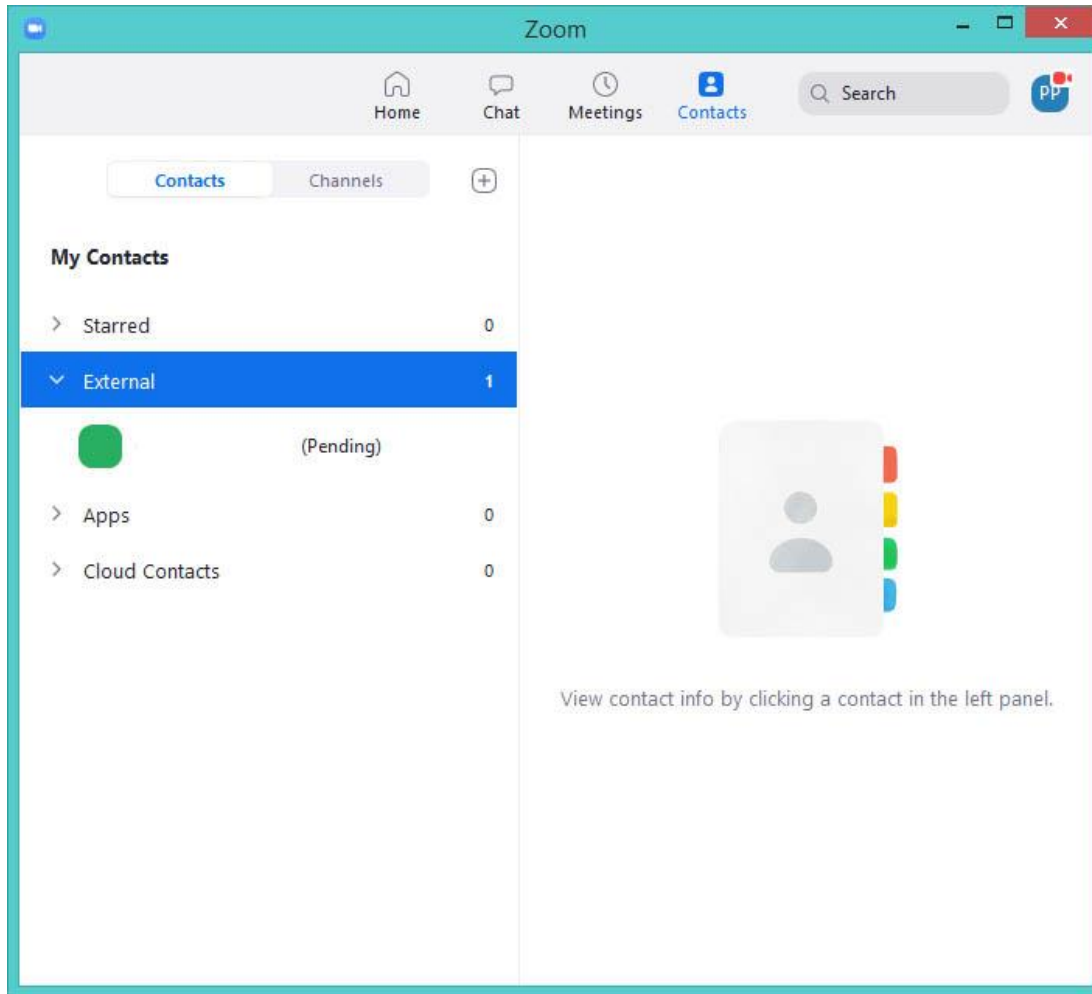 Zoom
Home Chat Meetings Contacts Search PP
Contacts Channels
My Contacts
Starred 0
External 1
(Pending)
Apps 0
Cloud Contacts 0
View contact info by clicking a contact in the left panel.